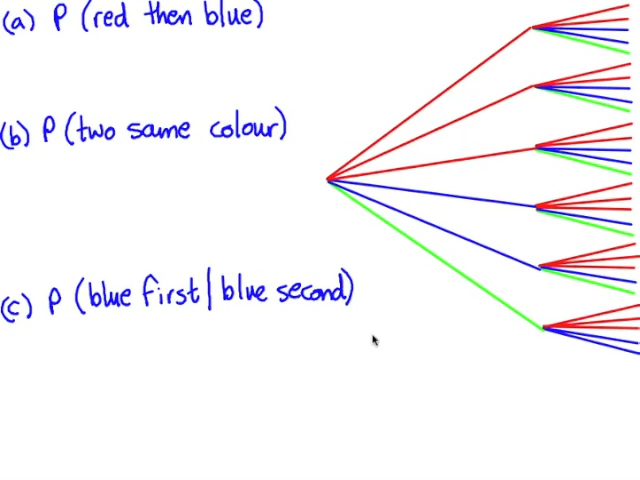 (a) P (red then blue)
(b) P (two same colour)
(c) P (blue first | blue second)